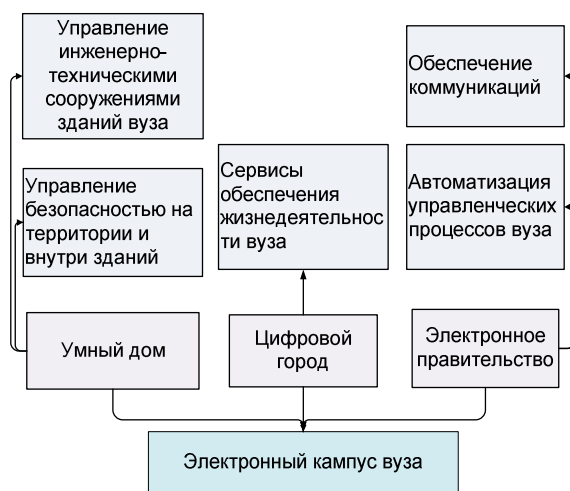 Управление
инженерно-
техническими
сооружениями
зданий вуза
Обеспечение
коммуникаций
Сервисы
обеспечения
жизнедеятельнос
ти вуза
Управление
безопасностью на
территории и
внутри зданий
Автоматизация
управленческих
процессов вуза
Умный дом
Цифровой
город
Электронное
правительство
Электронный кампус вуза